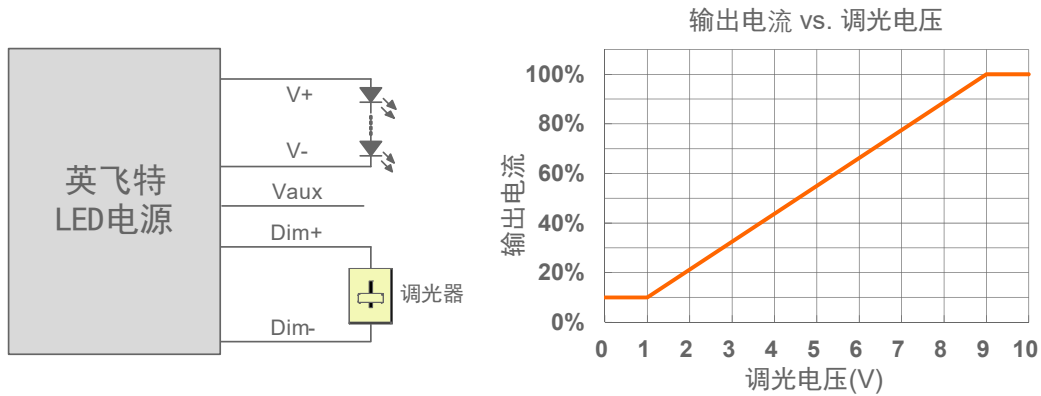 英飞特
LED电源
V+
V-
Vaux
Dim+
调光器
Dim-
输出电流 vs. 调光电压
输出电流
100%
80%
60%
40%
20%
0%
0 1 2 3 4 5 6 7 8 9 10
调光电压(V)